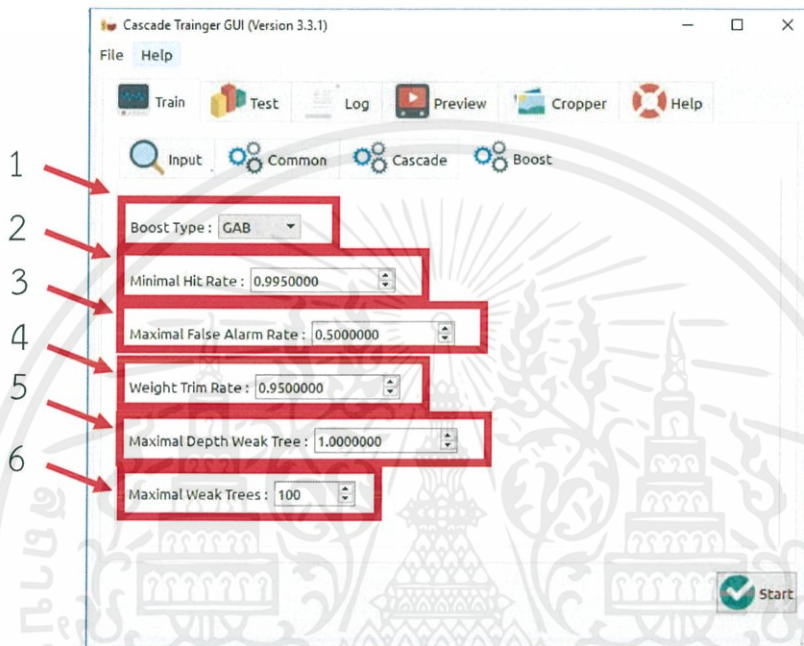 Cascade Trainger GUI (Version 3.3.1)
File Help
Train Test Log Preview Cropper Help
Input Common Cascade Boost
1
Boost Type : GAB
2
Minimal Hit Rate : 0.9950000
3
Maximal False Alarm Rate : 0.5000000
4
Weight Trim Rate : 0.9500000
5
Maximal Depth Weak Tree : 1.0000000
6
Maximal Weak Trees : 100
Start